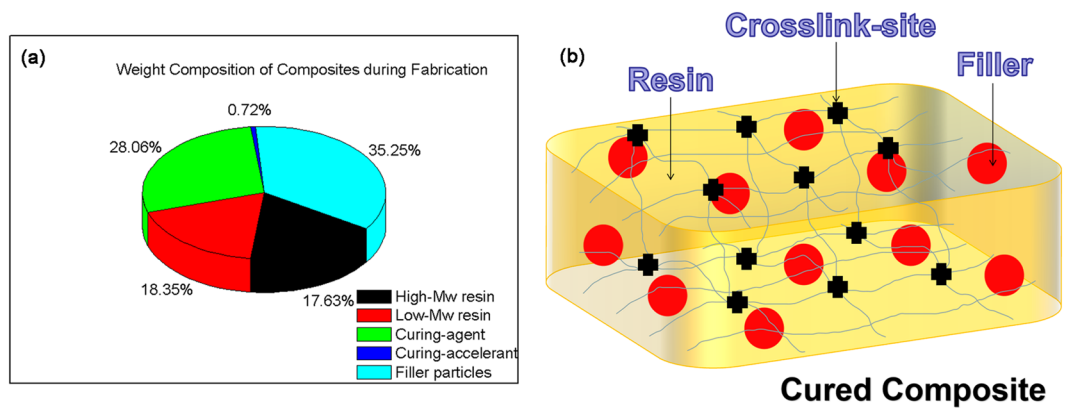 (a)
Weight Composition of Composites during Fabrication
0.72%
35.25%
28.06%
18.35%
17.63%
High-Mw resin
Low-Mw resin
Curing-agent
Curing-accelerant
Filler particles
(b)
Crosslink-site
Resin
Filler
Cured Composite